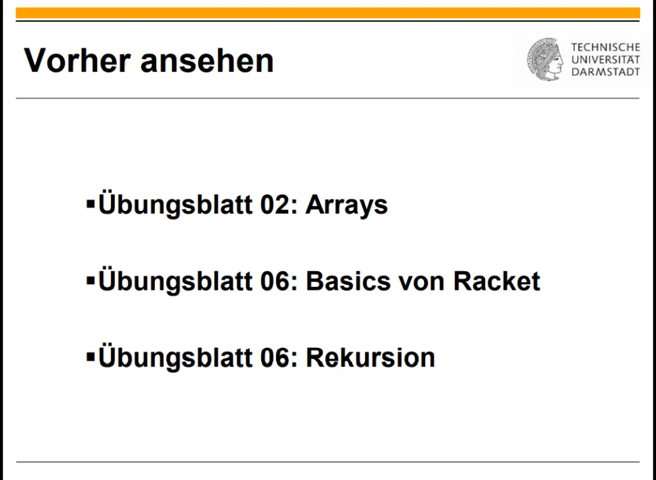 Vorher ansehen
TECHNISCHE
UNIVERSITÄT
DARMSTADT
▪Übungsblatt 02: Arrays
▪Übungsblatt 06: Basics von Racket
▪Übungsblatt 06: Rekursion